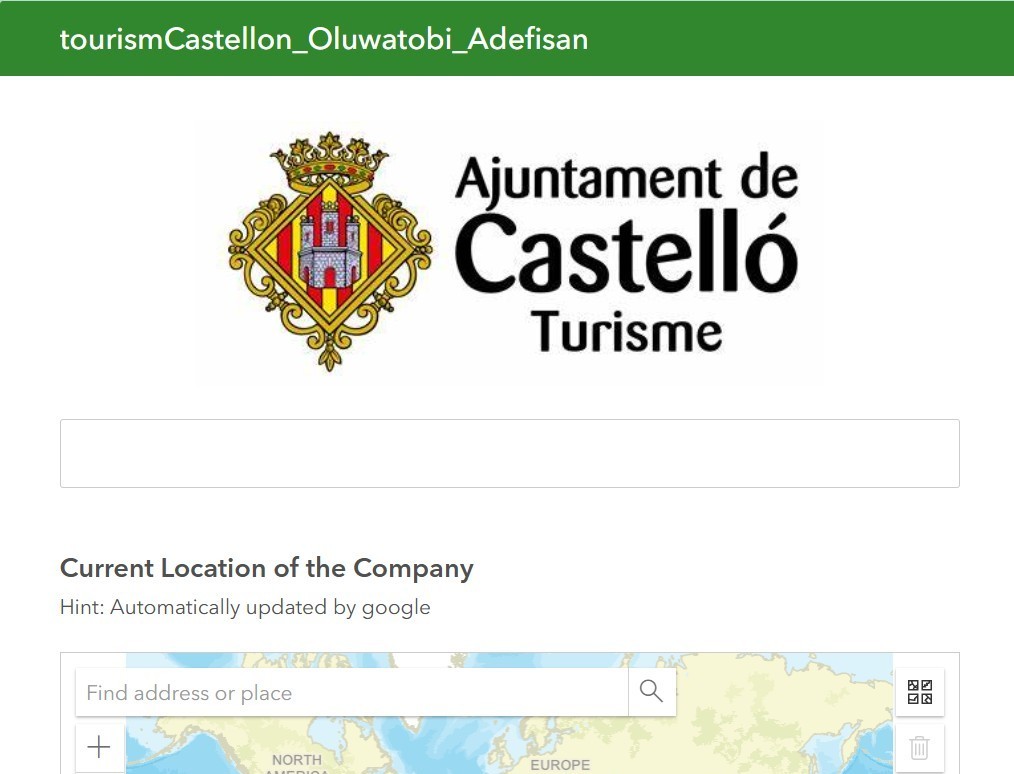 tourismCastellon_Oluwatobi_Adefisan
Ajuntament de
Castelló
Turisme
Current Location of the Company
Hint: Automatically updated by google
Find address or place
NORTH
AMERICA
EUROPE